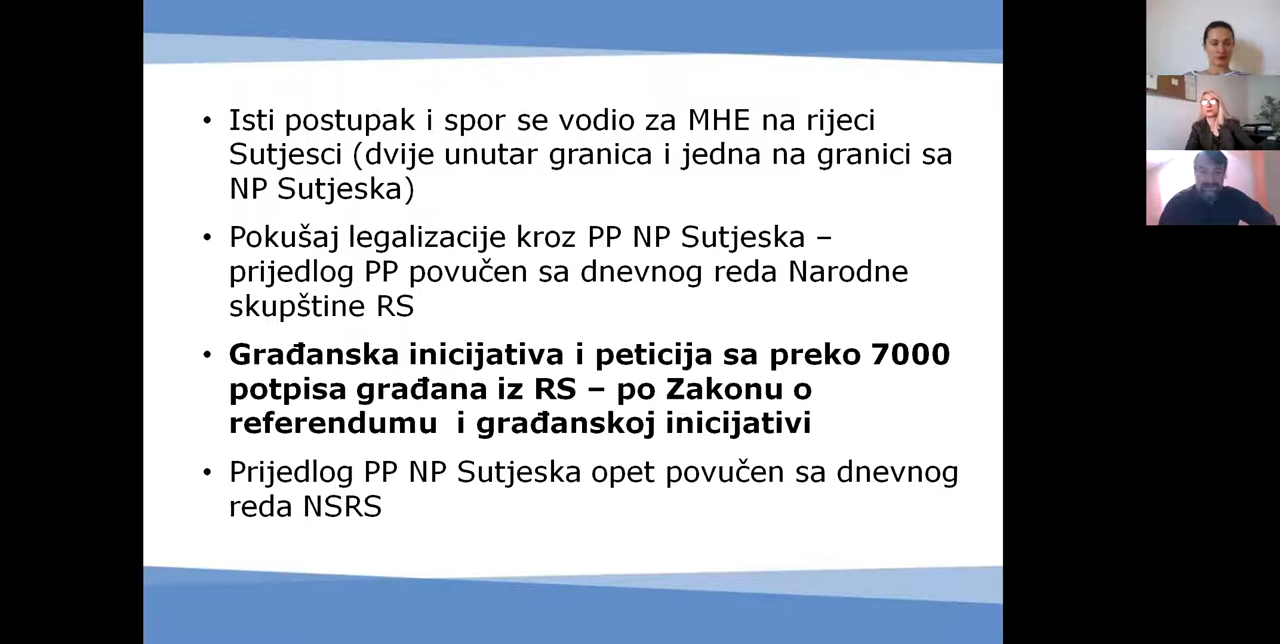 • Isti postupak i spor se vodio za MHE na rijeci
Sutjesci (dvije unutar granica i jedna na granici sa
NP Sutjeska)
• Pokušaj legalizacije kroz PP NP Sutjeska –
prijedlog PP povučen sa dnevnog reda Narodne
skupštine RS
• Građanska inicijativa i peticija sa preko 7000
potpisa građana iz RS – po Zakonu o
referendumu  i građanskoj inicijativi
• Prijedlog PP NP Sutjeska opet povučen sa dnevnog
reda NSRS